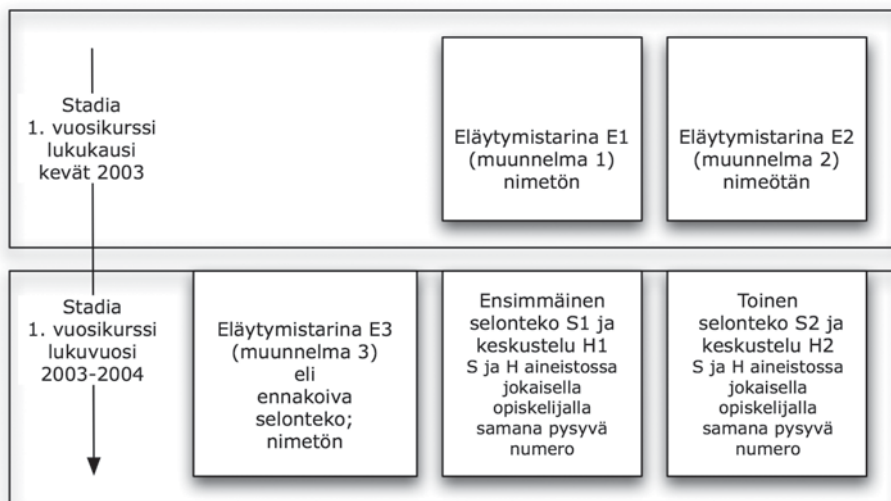 Stadia
1. vuosikurssi
lukukausi
kevät 2003
Eläytymistarina E1
(muunnelma 1)
nimetön
Eläytymistarina E2
(muunnelma 2)
nimeötän
Stadia
1. vuosikurssi
lukuvuosi
2003-2004
Eläytymistarina E3
(muunnelma 3)
eli
ennakoiva
selonteko;
nimetön
Ensimmäinen
selonteko S1 ja
keskustelu H1
S ja H aineistossa
jokaisella
opiskelijalla
samana pysyvä
numero
Toinen
selonteko S2 ja
keskustelu H2
S ja H aineistossa
jokaisella
opiskelijalla
samana pysyvä
numero